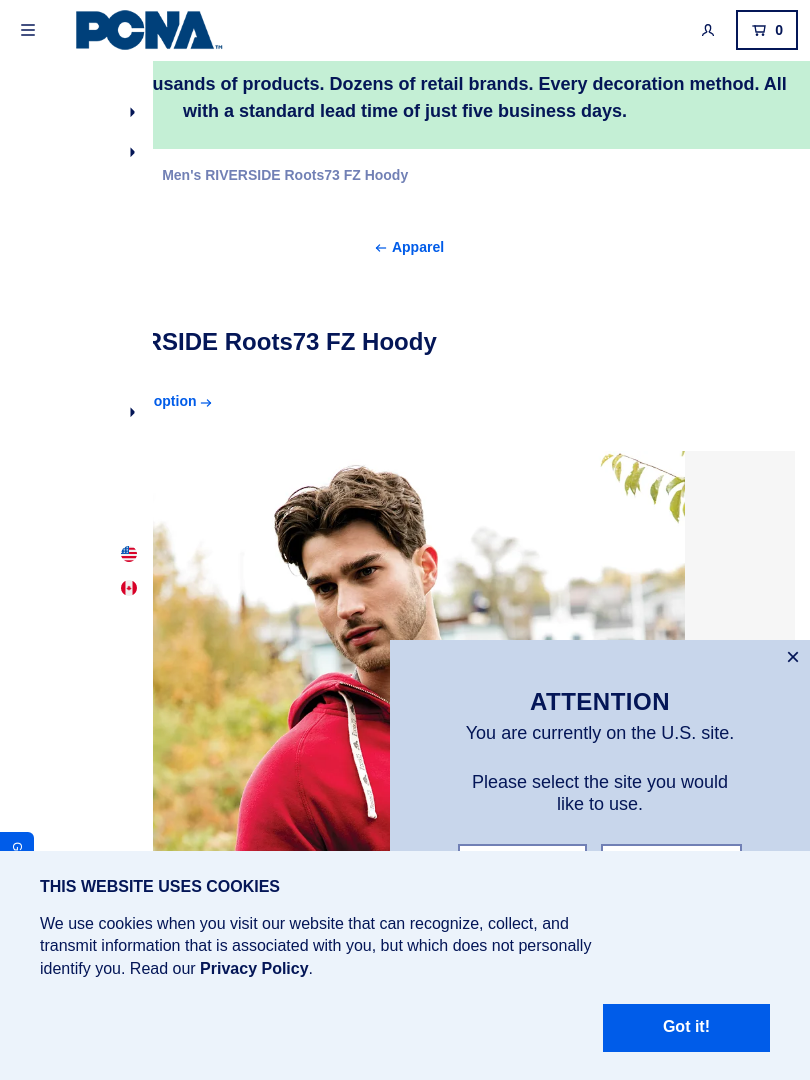 PCNA
TM
0
of products. Dozens of retail brands. Every decoration method. All
with a standard lead time of just five business days.
Men's RIVERSIDE Roots73 FZ Hoody
Apparel
Roots73 FZ Hoody
option
ATTENTION
You are currently on the U.S. site.
Please select the site you would
like to use.
G
THIS WEBSITE USES COOKIES
We use cookies when you visit our website that can recognize, collect, and
transmit information that is associated with you, but which does not personally
identify you. Read our Privacy Policy.
Got it!